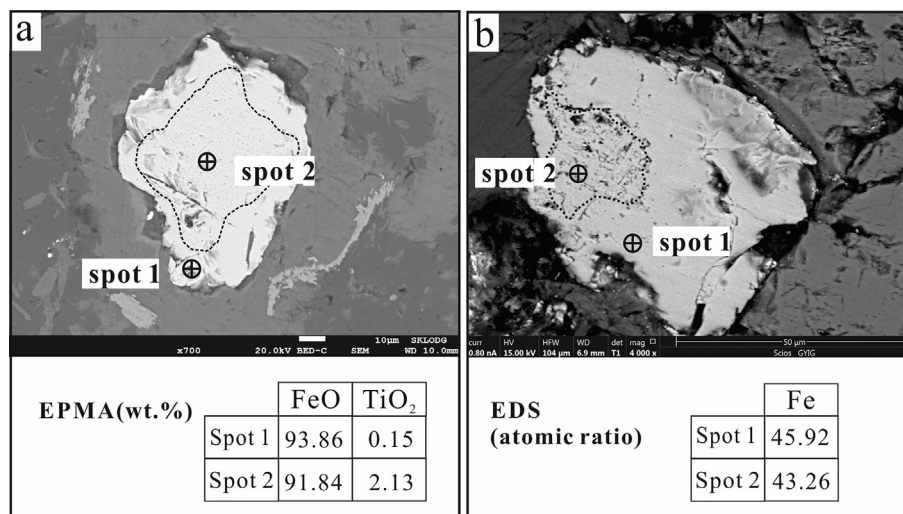 a
spot 2
spot 1
10μm SKLODG
x700 20.0kV BED-C SEM WD 10.0mm
EPMA(wt.%)
FeO TiO₂
Spot 1 93.86 0.15
Spot 2 91.84 2.13
b
spot 2
spot 1
curr HV HFW WD det mag
0.80 nA 15.00 kV 104 μm 6.9 mm T1 4 000 x
50 μm
Scios GYIG
EDS
(atomic ratio)
Fe
Spot 1 45.92
Spot 2 43.26